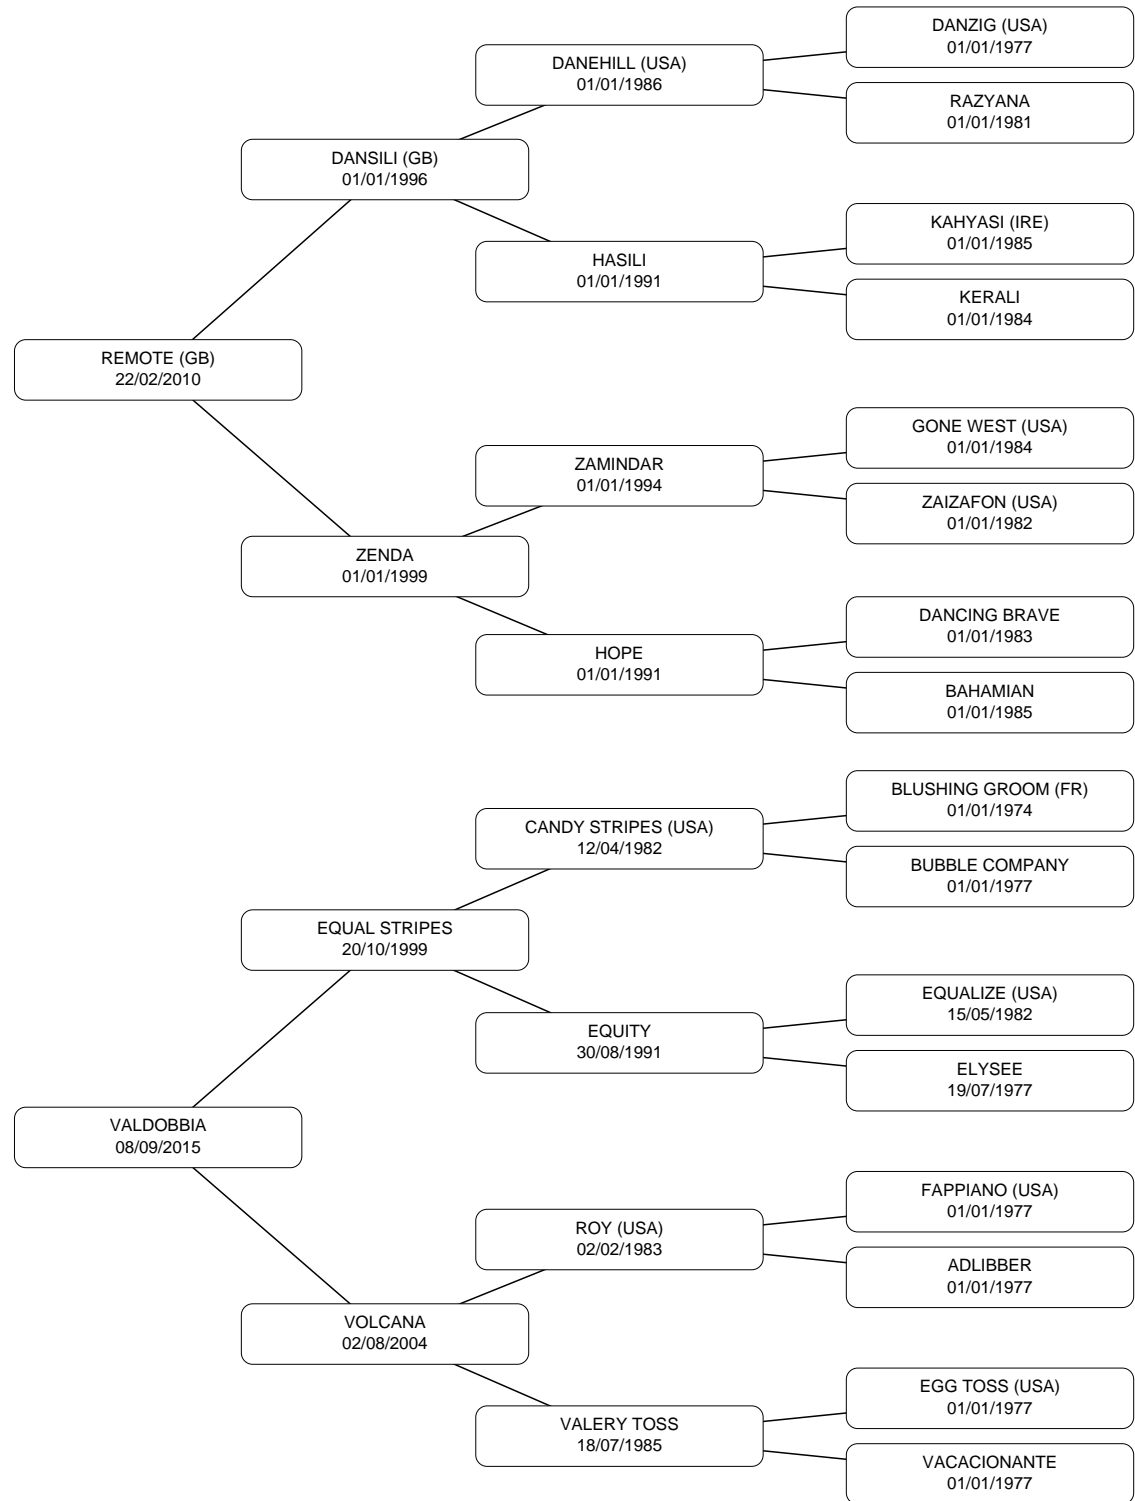 DANZIG (USA)
01/01/1977
DANEHILL (USA)
01/01/1986
RAZYANA
01/01/1981
DANSILI (GB)
01/01/1996
KAHYASI (IRE)
01/01/1985
HASILI
01/01/1991
KERALI
01/01/1984
REMOTE (GB)
22/02/2010
GONE WEST (USA)
01/01/1984
ZAMINDAR
01/01/1994
ZAIZAFON (USA)
01/01/1982
ZENDA
01/01/1999
DANCING BRAVE
01/01/1983
HOPE
01/01/1991
BAHAMIAN
01/01/1985
BLUSHING GROOM (FR)
01/01/1974
CANDY STRIPES (USA)
12/04/1982
BUBBLE COMPANY
01/01/1977
EQUAL STRIPES
20/10/1999
EQUALIZE (USA)
15/05/1982
EQUITY
30/08/1991
ELYSEE
19/07/1977
VALDOBBIA
08/09/2015
FAPPIANO (USA)
01/01/1977
ROY (USA)
02/02/1983
ADLIBBER
01/01/1977
VOLCANA
02/08/2004
EGG TOSS (USA)
01/01/1977
VALERY TOSS
18/07/1985
VACACIONANTE
01/01/1977